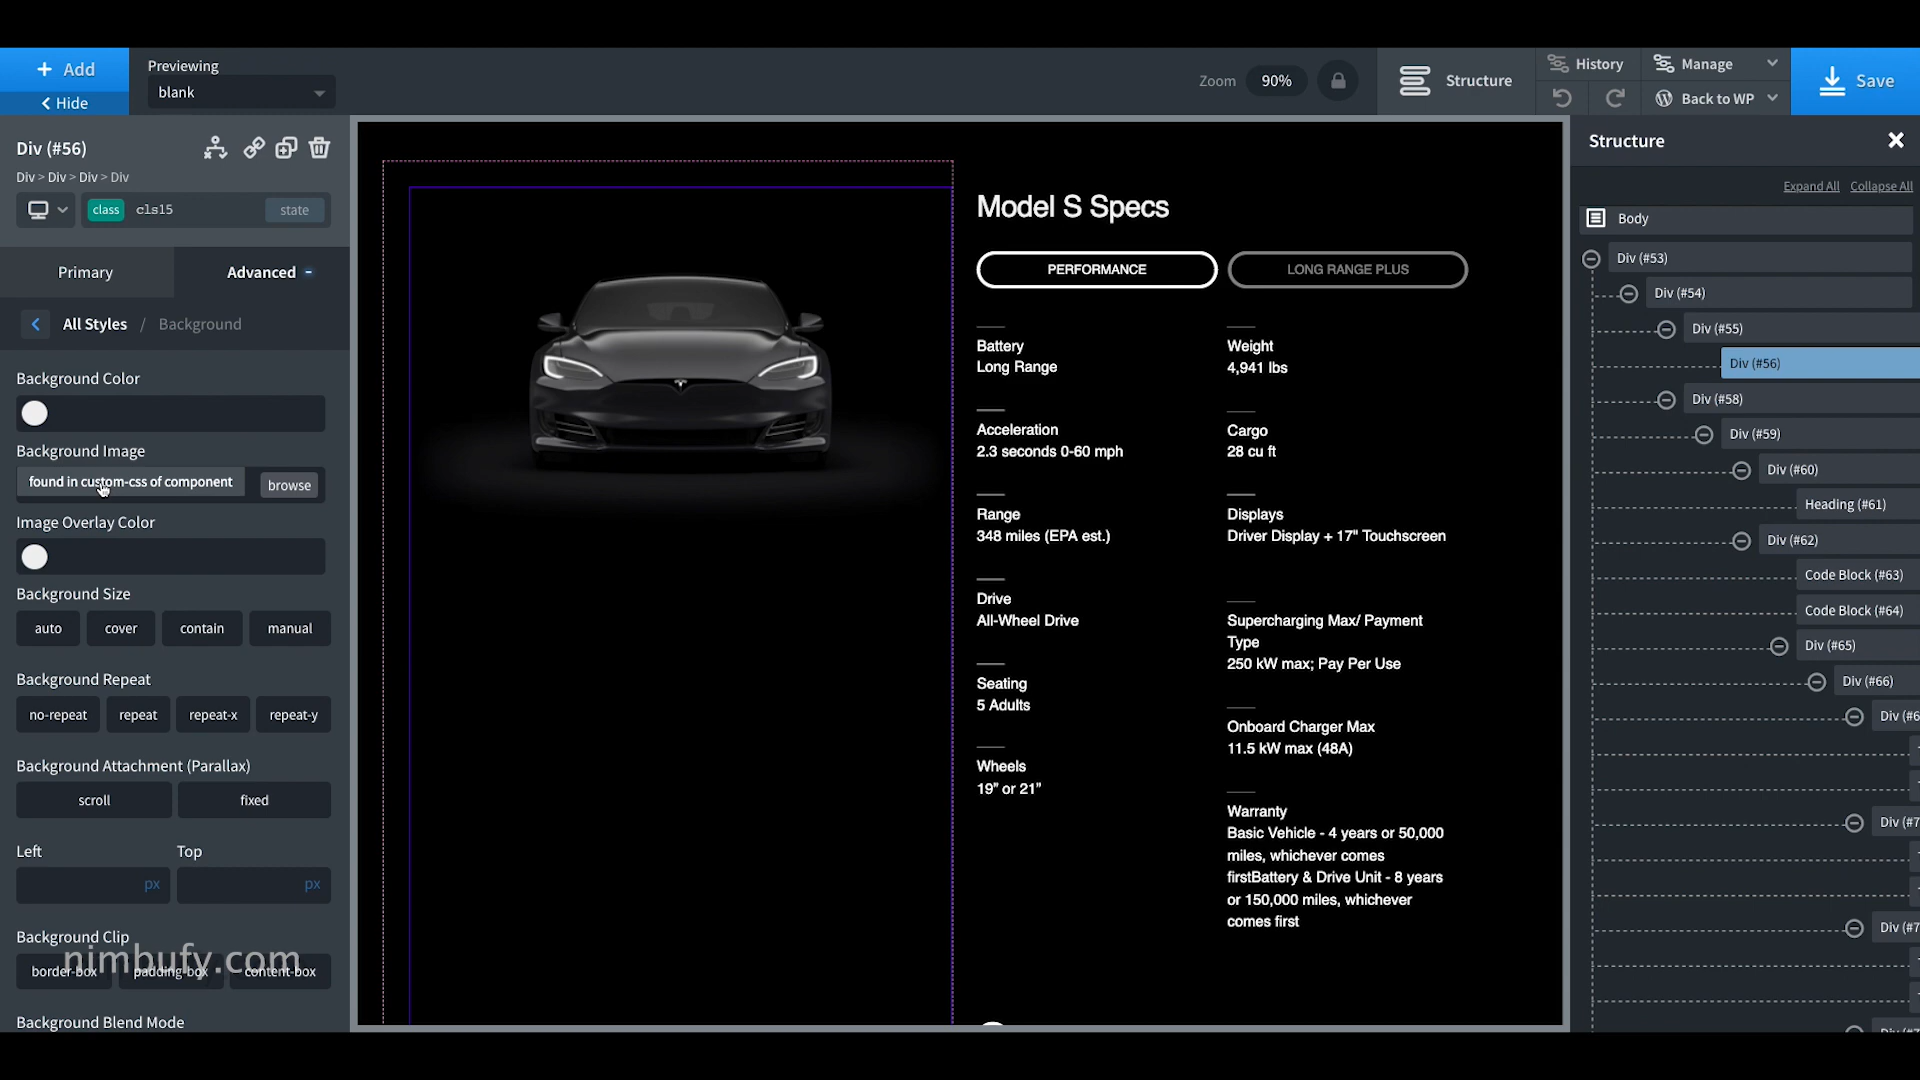 Add
Hide
Previewing
blank
Zoom
90%
Structure
History
Manage
Back to WP
Save
Div (#56)
Div > Div > Div > Div
class
cls15
state
Primary
Advanced
All Styles / Background
Background Color
Background Image
found in custom-css of component
browse
Image Overlay Color
Background Size
auto
cover
contain
manual
Background Repeat
no-repeat
repeat
repeat-x
repeat-y
Background Attachment (Parallax)
scroll
fixed
Left
Top
px
px
Background Clip
nimbufy.com
border-box
padding-box
content-box
Background Blend Mode
Model S Specs
PERFORMANCE
LONG RANGE PLUS
Battery
Long Range
Acceleration
2.3 seconds 0-60 mph
Range
348 miles (EPA est.)
Drive
All-Wheel Drive
Seating
5 Adults
Wheels
19" or 21"
Weight
4,941 lbs
Cargo
28 cu ft
Displays
Driver Display + 17" Touchscreen
Supercharging Max/ Payment
Type
250 kW max; Pay Per Use
Onboard Charger Max
11.5 kW max (48A)
Warranty
Basic Vehicle - 4 years or 50,000
miles, whichever comes
firstBattery & Drive Unit - 8 years
or 150,000 miles, whichever
comes first
Structure
Expand All
Collapse All
Body
Div (#53)
Div (#54)
Div (#55)
Div (#56)
Div (#58)
Div (#59)
Div (#60)
Heading (#61)
Div (#62)
Code Block (#63)
Code Block (#64)
Div (#65)
Div (#66)
Div (#6
Div (#7
Div (#7